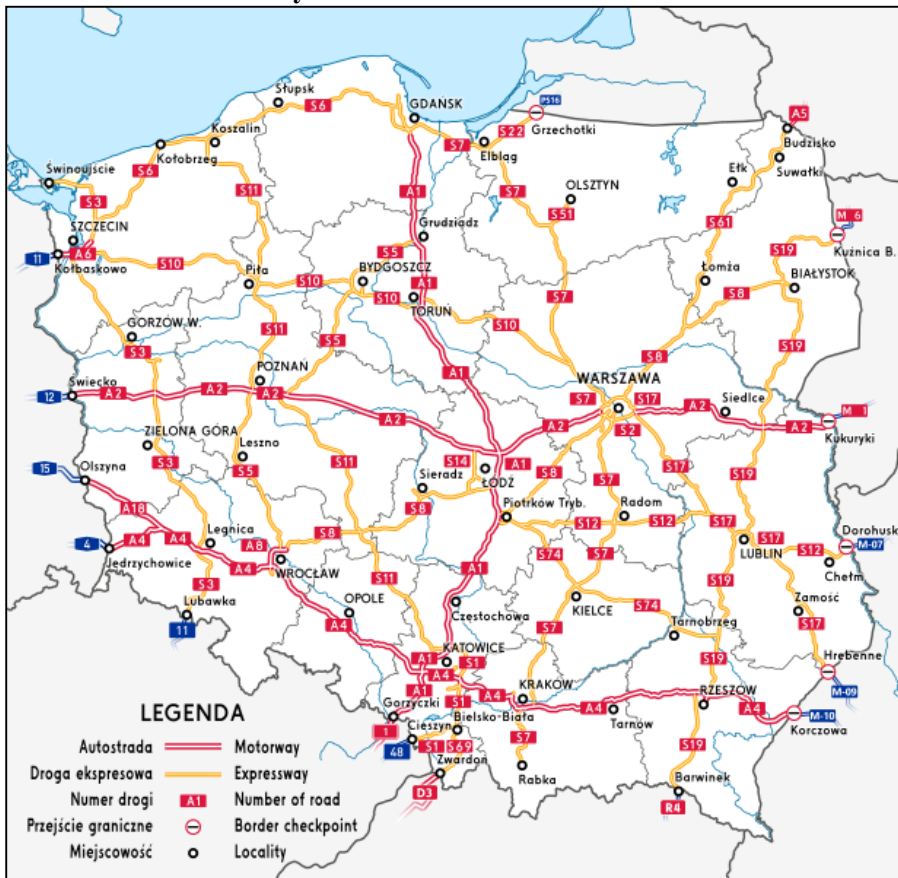 Słupsk
S6
GDAŃSK
PS16
S22
Grzechotki
A5
Koszalin
S7
Elbląg
Budzisko
Kołobrzeg
S6
Ełk
Suwałki
Świnoujście
S11
A1
S7
OLSZTYN
S3
S51
S61
M 6
SZCZECIN
Grudziądz
S19
Kuźnica B.
11
A6
S5
Kołbaskowo
S10
BYDGOSZCZ
Łomża
BIAŁYSTOK
Piła
S10
A1
S7
S8
S10
TORUŃ
S10
GORZÓW W.
S11
S5
S19
S3
S8
A1
POZNAŃ
WARSZAWA
Świecko
A2
A2
A2
S7
S17
Siedlce
12
A2
A2
A2
M 1
S2
A2
Kukuryki
ZIELONA GÓRA
Leszno
S3
S11
S14
A1
S17
15
Olszyna
S5
Sieradz
ŁÓDŹ
S8
S19
S7
Radom
A18
S8
Piotrków Tryb.
S12
S12
S17
Dorohusk
4
A4
A4
Legnica
A8
S8
S17
M-07
Jedrzychowice
A4
S74
S7
LUBLIN
S12
WROCŁAW
A1
Chełm
S3
S11
S19
Lubawka
OPOLE
Częstochowa
KIELCE
S74
Zamość
11
A4
S7
Tarnobrzeg
S17
A1
KATOWICE
S1
S19
Hrebenne
A4
A1
S1
A4
KRAKÓW
RZESZÓW
M-09
LEGENDA
Gorzyczki
A4
A4
M-10
1
Bielsko-Biała
Tarnów
Korczowa
Cieszyn
Autostrada
Motorway
48
S1
S69
S7
S19
Droga ekspresowa
Expressway
Zwardoń
Rabka
Barwinek
Numer drogi
A1
Number of road
D3
R4
Przejście graniczne
Border checkpoint
Miejscowość
Locality